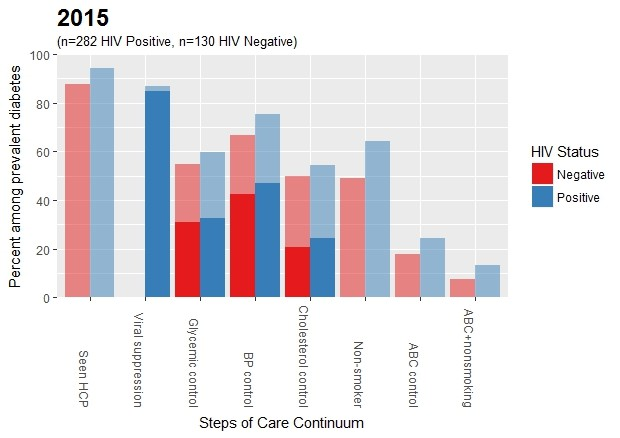 2015
(n=282 HIV Positive, n=130 HIV Negative)
Percent among prevalent diabetes
100
80
60
40
20
0
Seen HCP
Viral suppression
Glycemic control
BP control
Cholesterol control
Non-smoker
ABC control
ABC+nonsmoking
Steps of Care Continuum
HIV Status
Negative
Positive